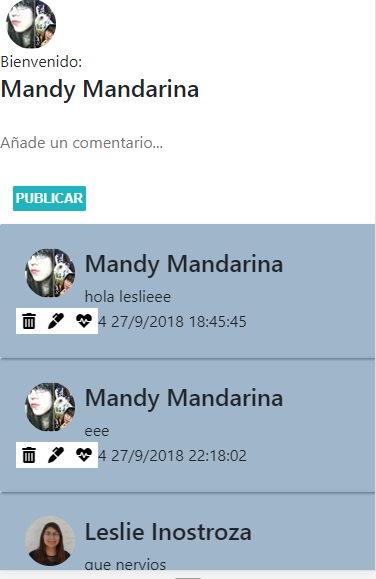 Bienvenido:
Mandy Mandarina
Añade un comentario...
PUBLICAR
Mandy Mandarina
hola leslieee
4 27/9/2018 18:45:45
Mandy Mandarina
eee
4 27/9/2018 22:18:02
Leslie Inostroza
que nervios